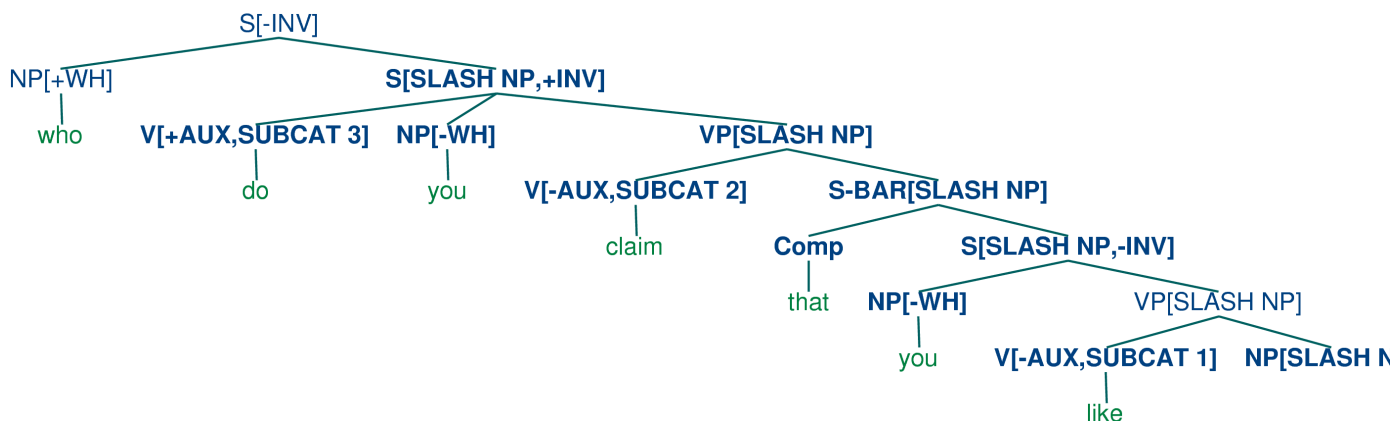 S[-INV]
NP[+WH] S[SLASH NP,+INV]
who V[+AUX,SUBCAT 3] NP[-WH] VP[SLASH NP]
do you V[-AUX,SUBCAT 2] S-BAR[SLASH NP]
claim Comp S[SLASH NP,-INV]
that NP[-WH] VP[SLASH NP]
you V[-AUX,SUBCAT 1] NP[SLASH
like